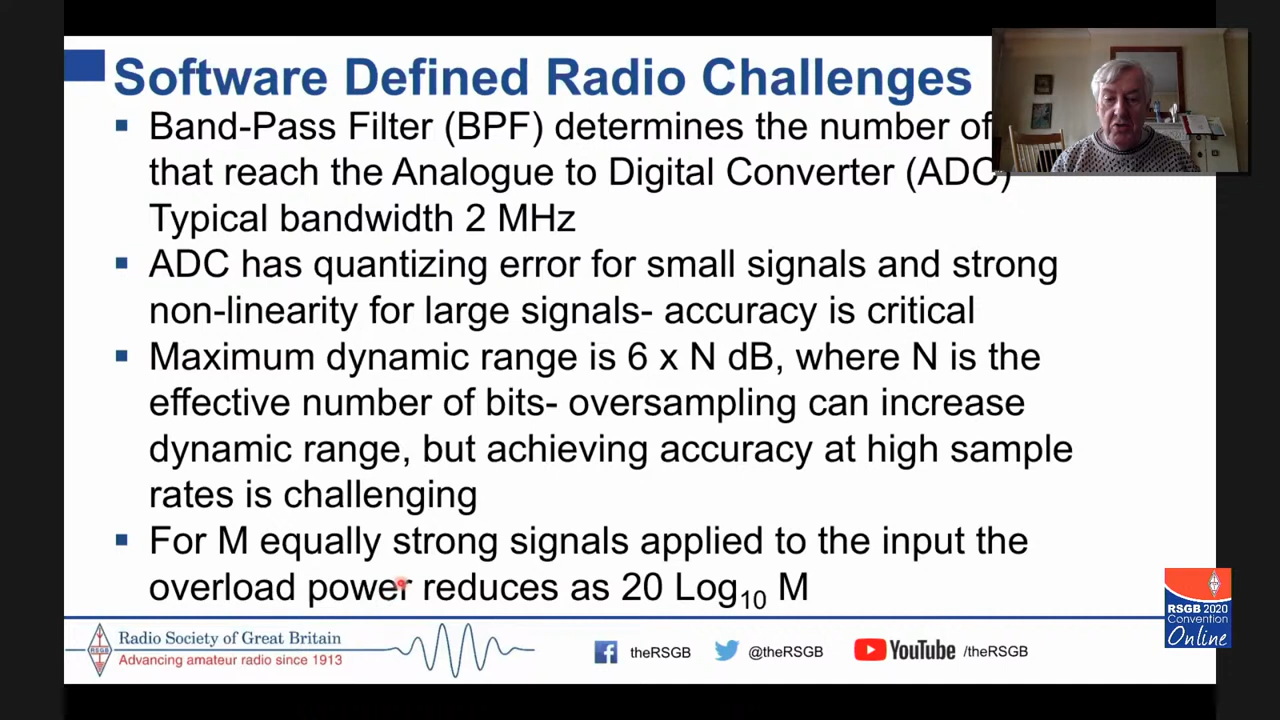 Software Defined Radio Challenges
▪ Band-Pass Filter (BPF) determines the number of
that reach the Analogue to Digital Converter (ADC)
Typical bandwidth 2 MHz
▪ ADC has quantizing error for small signals and strong
non-linearity for large signals- accuracy is critical
▪ Maximum dynamic range is 6 x N dB, where N is the
effective number of bits- oversampling can increase
dynamic range, but achieving accuracy at high sample
rates is challenging
▪ For M equally strong signals applied to the input the
overload power reduces as 20 Log₁₀ M
RSGB 2020
Convention
Online
RSGB
Radio Society of Great Britain
Advancing amateur radio since 1913
theRSGB
@theRSGB
YouTube /theRSGB